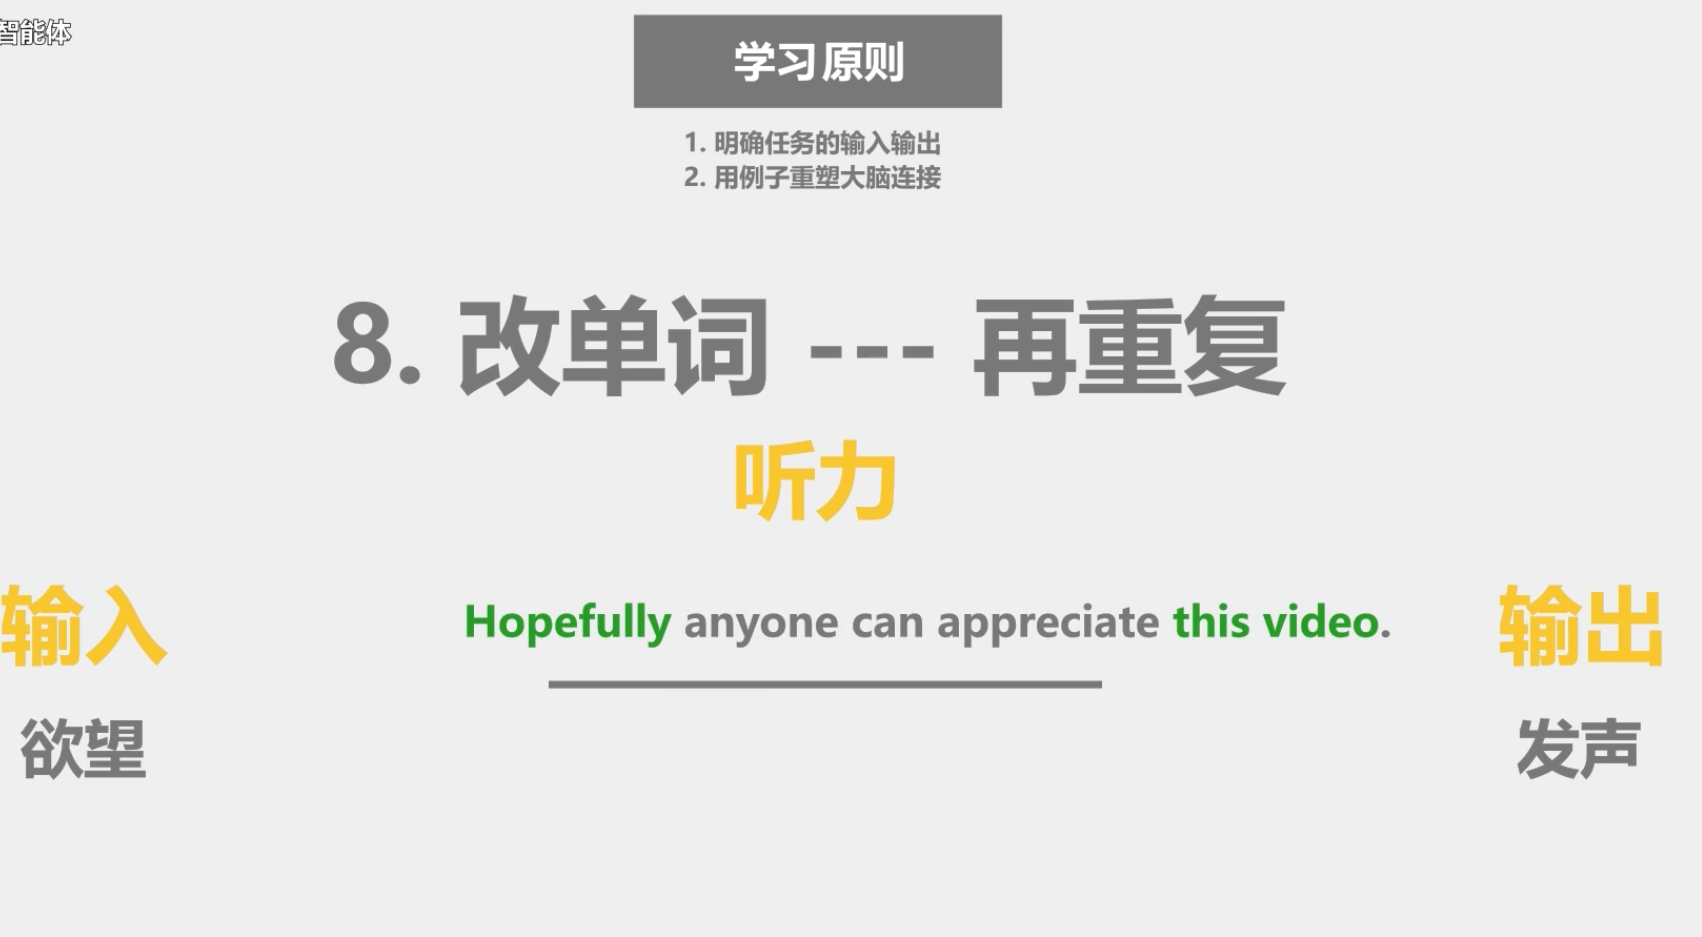 智能体
学习原则
1. 明确任务的输入输出
2. 用例子重塑大脑连接
8. 改单词 --- 再重复
听力
输入
Hopefully anyone can appreciate this video.
输出
欲望
发声